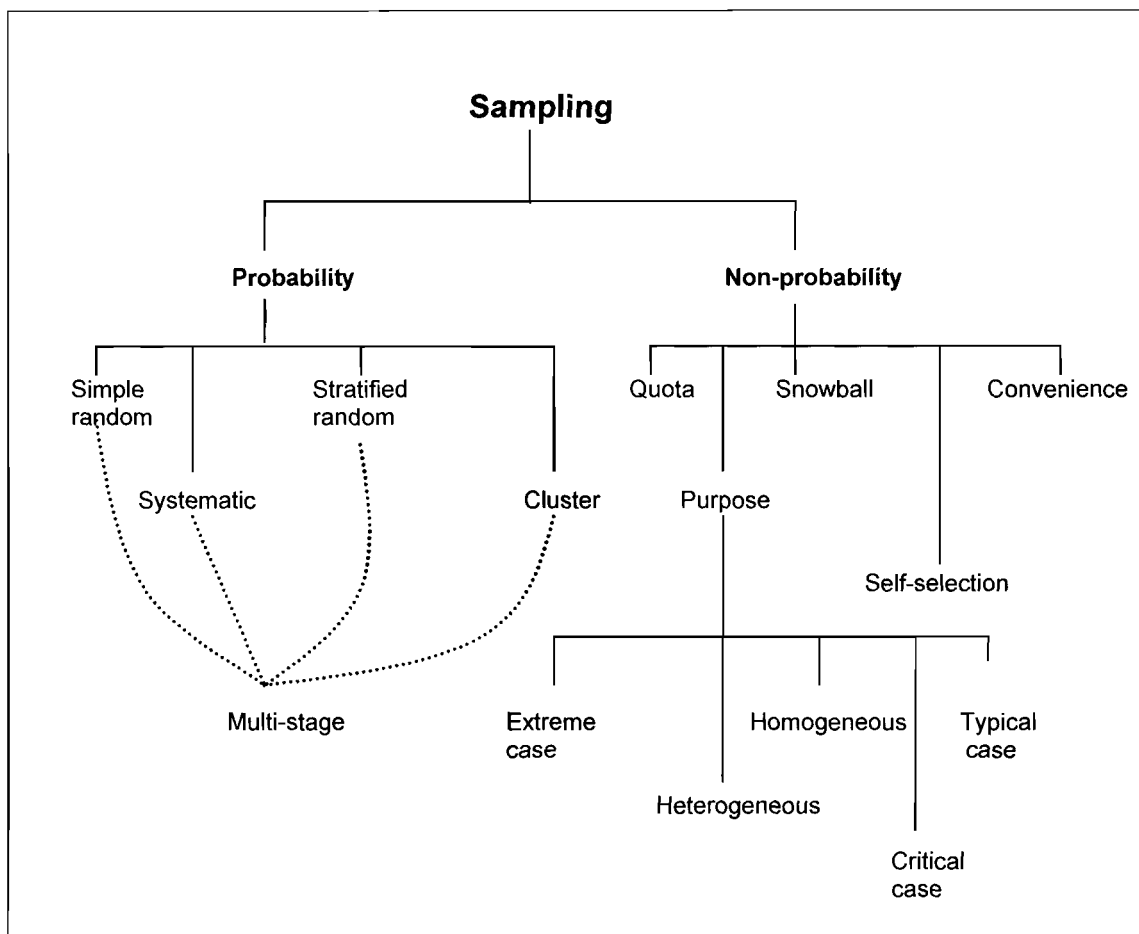 Sampling
Probability
Non-probability
Simple
random
Stratified
random
Quota
Snowball
Convenience
Systematic
Cluster
Purpose
Self-selection
Multi-stage
Extreme
case
Homogeneous
Typical
case
Heterogeneous
Critical
case